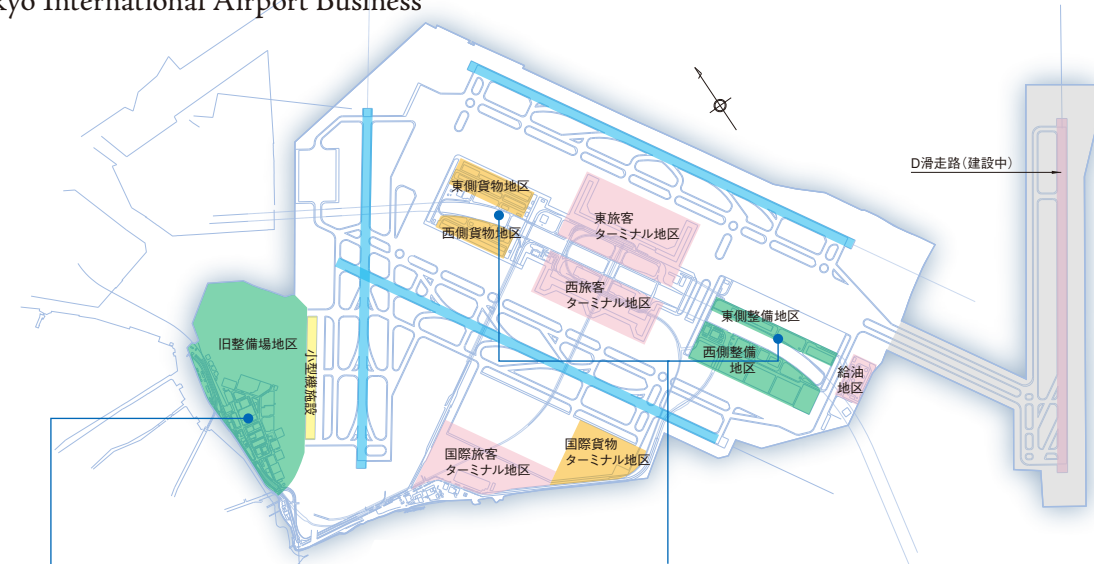 kyo International Airport Business
D滑走路(建設中)
東側貨物地区
西側貨物地区
東旅客
ターミナル地区
西旅客
ターミナル地区
東側整備地区
西側整備
地区
給油
地区
旧整備場地区
小型機施設
国際旅客
ターミナル地区
国際貨物
ターミナル地区